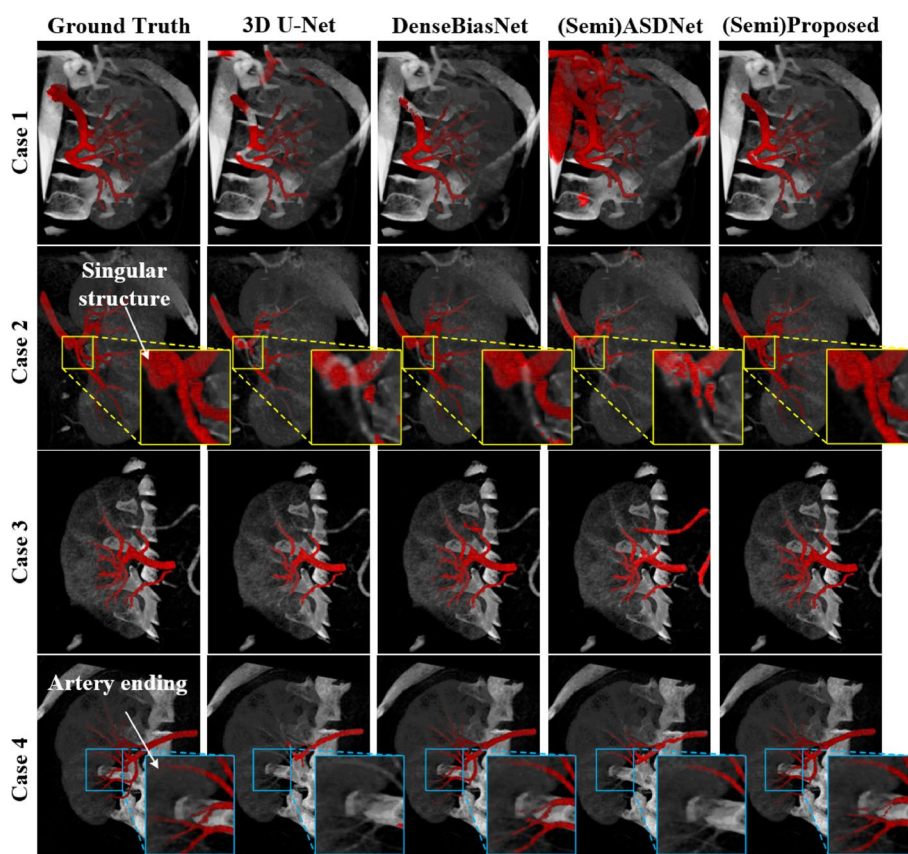 Ground Truth 3D U-Net DenseBiasNet (Semi)ASDNet (Semi)Proposed
Case 1
Case 2
Singular
structure
Case 3
Case 4
Artery ending